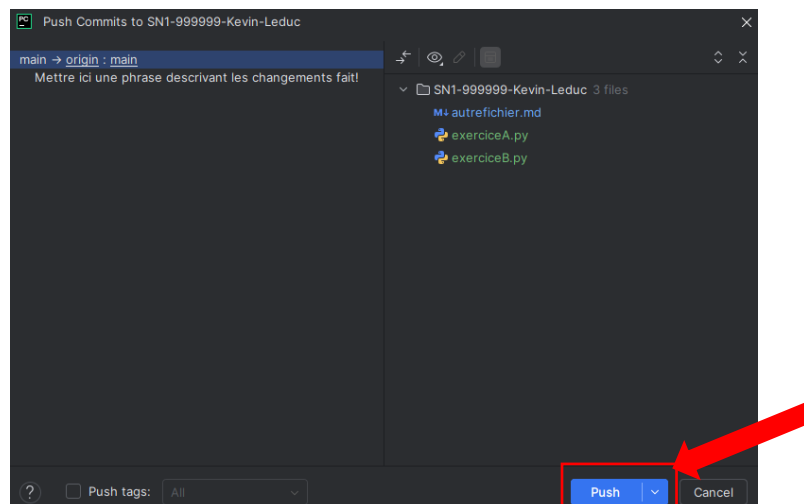 PC Push Commits to SN1-999999-Kevin-Leduc
main → origin : main
Mettre ici une phrase descrivant les changements fait!
SN1-999999-Kevin-Leduc 3 files
M↓ autrefichier.md
exerciceA.py
exerciceB.py
? Push tags: All
Push
Cancel